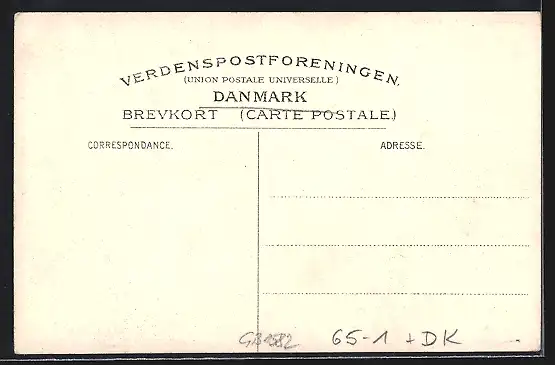 VERDENSPOSTFORENINGEN.
(UNION POSTALE UNIVERSELLE)
DANMARK
BREVKORT (CARTE POSTALE)
CORRESPONDANCE.
ADRESSE.
65-1 + DK